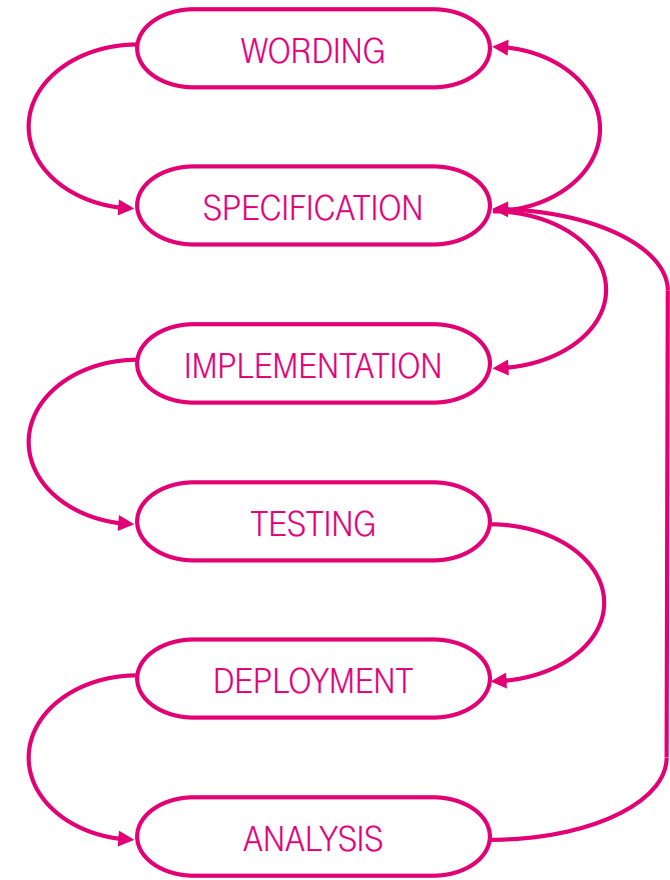 WORDING
SPECIFICATION
IMPLEMENTATION
TESTING
DEPLOYMENT
ANALYSIS